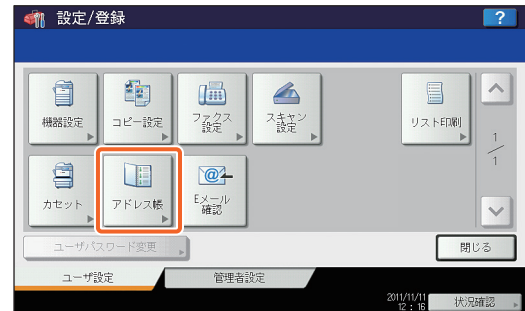 設定/登録
?
機器設定
コピー設定
ファクス
設定
スキャン
設定
リスト印刷
1
1
カセット
アドレス帳
Eメール
確認
ユーザパスワード変更
閉じる
ユーザ設定
管理者設定
2011/11/11
12 : 16
状況確認